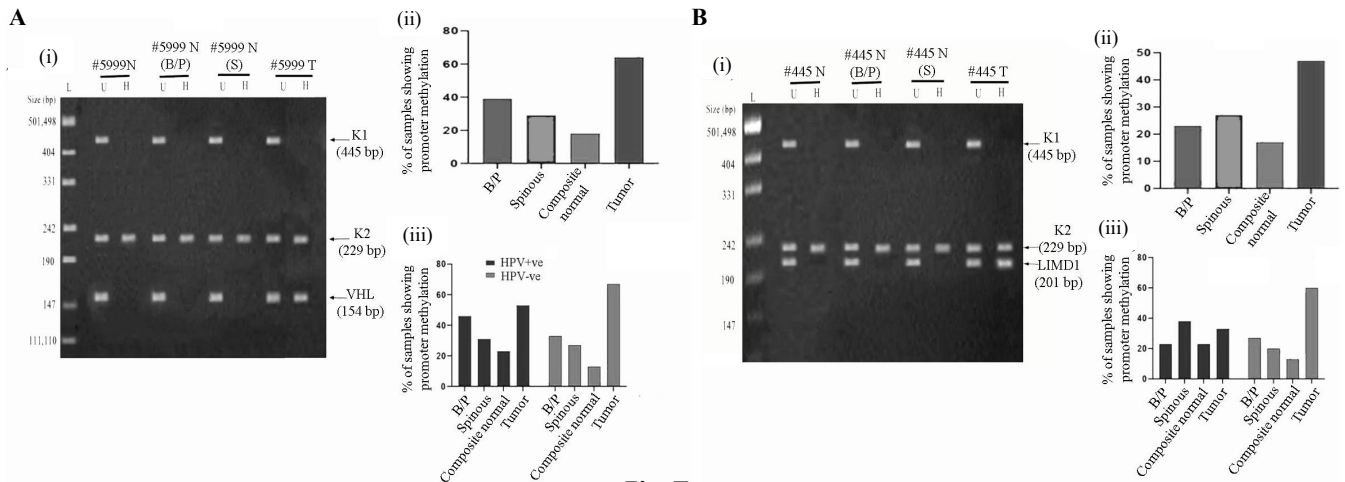 A
(i)
#5999N
#5999 N
(B/P)
#5999 N
(S)
#5999 T
L U H U H U H U H
Size (bp)
501,498
404
331
242
190
147
111,110
K1
(445 bp)
K2
(229 bp)
VHL
(154 bp)
(ii)
% of samples showing
promoter methylation
80
60
40
20
0
B/P
Spinous
Composite
normal
Tumor
(iii)
HPV+ve
HPV-ve
% of samples showing
promoter methylation
80
60
40
20
0
B/P
Spinous
Composite normal
Tumor
B/P
Spinous
Composite normal
Tumor
B
(i)
#445 N
#445 N
(B/P)
#445 N
(S)
#445 T
L U H U H U H U H
Size (bp)
501,498
404
331
242
190
147
K1
(445 bp)
K2
(229 bp)
LIMD1
(201 bp)
(ii)
% of samples showing
promoter methylation
50
40
30
20
10
0
B/P
Spinous
Composite
normal
Tumor
(iii)
% of samples showing
promoter methylation
80
60
40
20
0
B/P
Spinous
Composite normal
Tumor
B/P
Spinous
Composite normal
Tumor